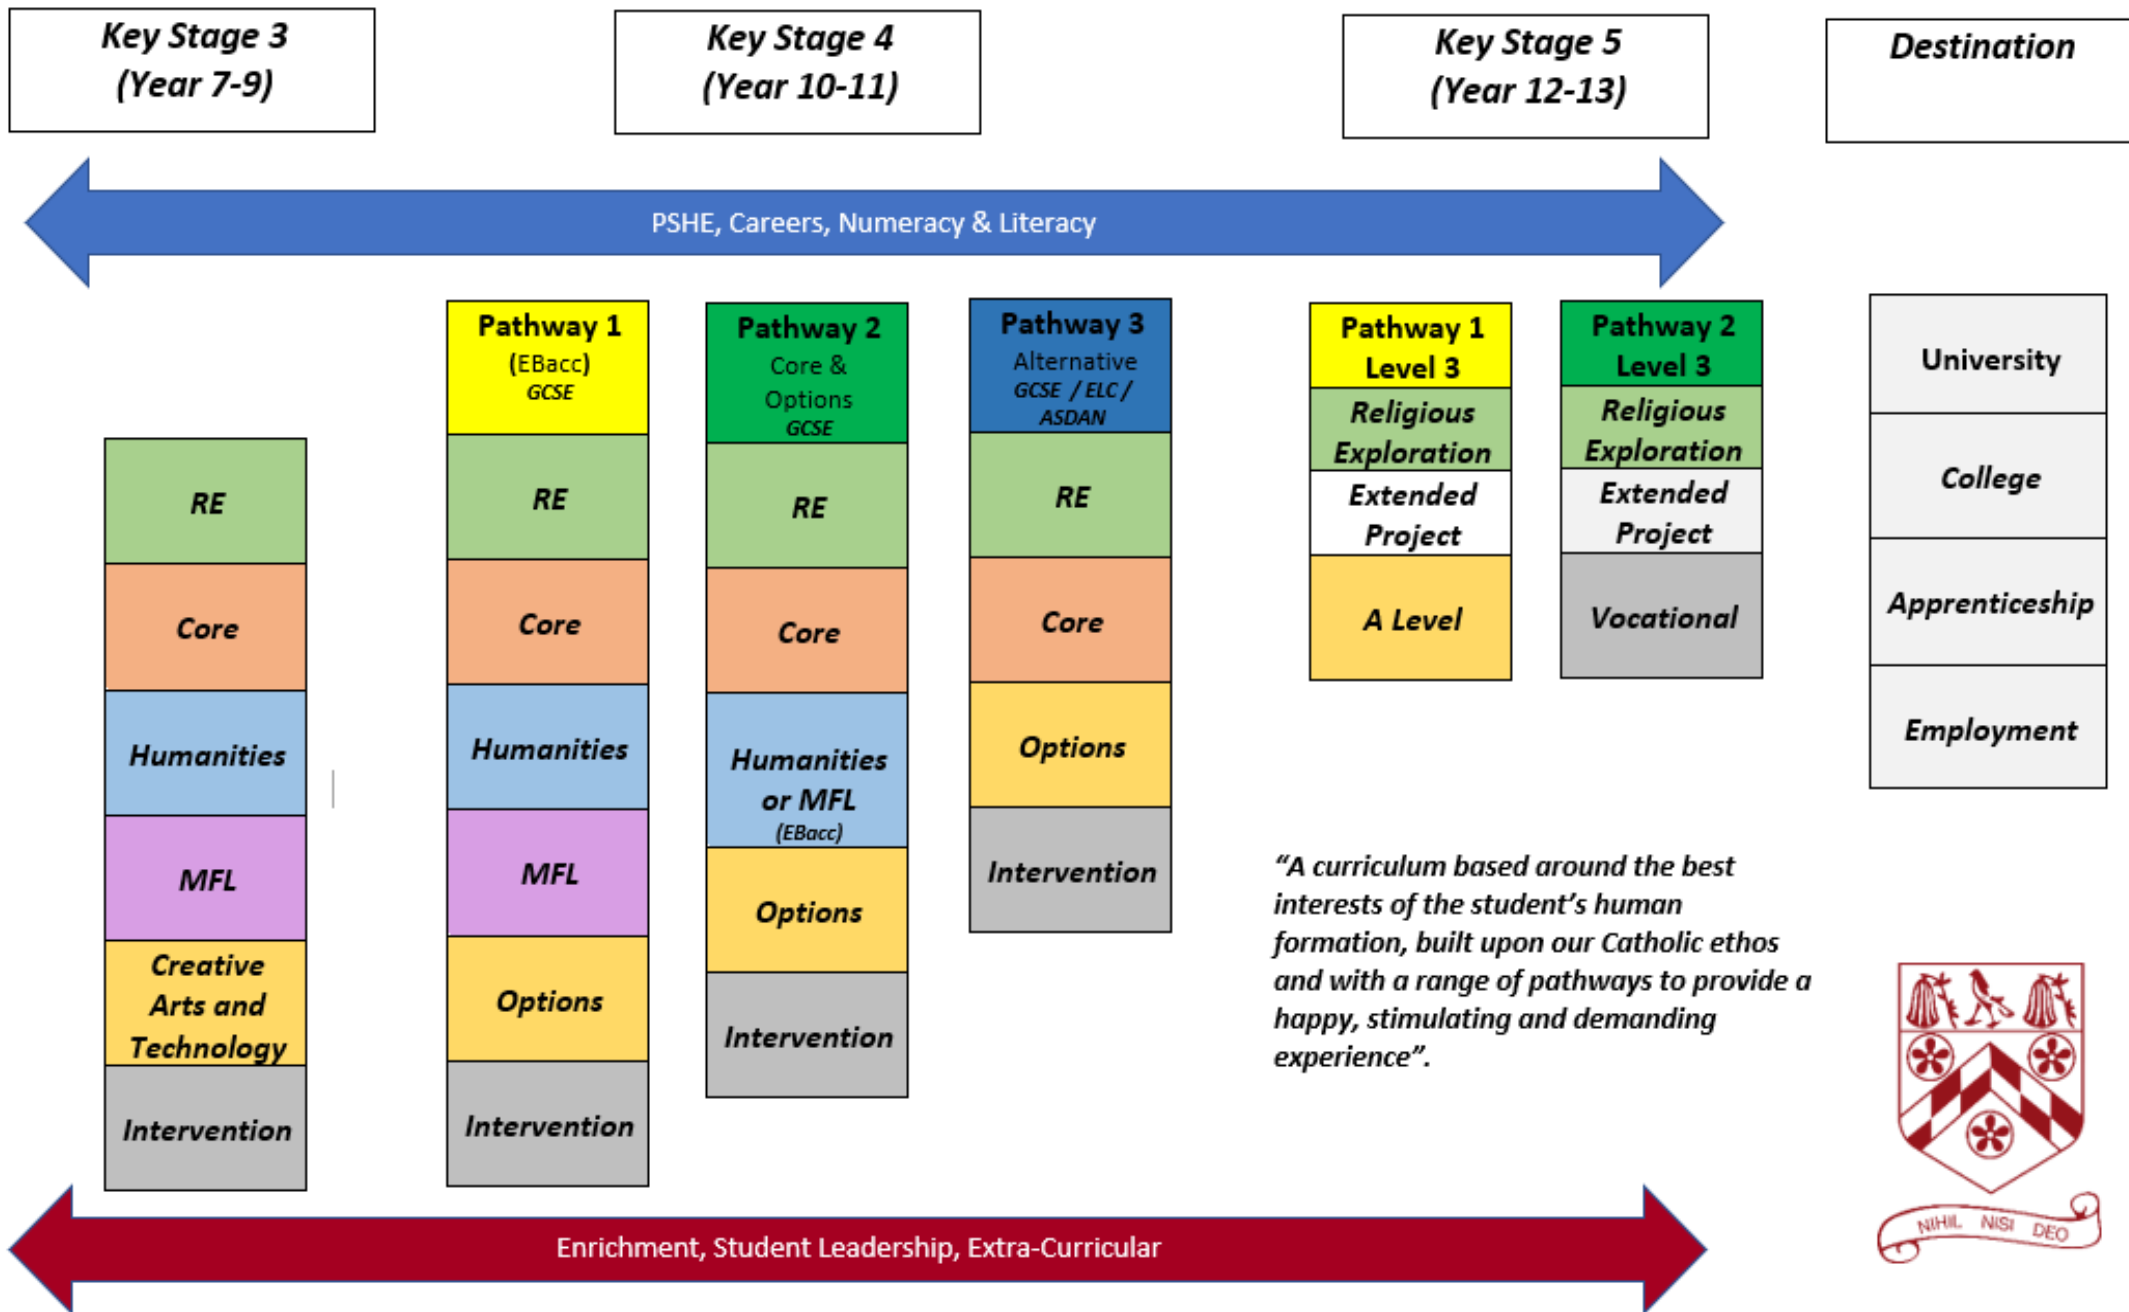 Key Stage 3
(Year 7-9)
Key Stage 4
(Year 10-11)
Key Stage 5
(Year 12-13)
Destination
PSHE, Careers, Numeracy & Literacy
RE
Core
Humanities
MFL
Creative
Arts and
Technology
Intervention
Pathway 1
(EBacc)
GCSE
RE
Core
Humanities
MFL
Options
Intervention
Pathway 2
Core &
Options
GCSE
RE
Core
Humanities
or MFL
(EBacc)
Options
Intervention
Pathway 3
Alternative
GCSE / ELC /
ASDAN
RE
Core
Options
Intervention
Pathway 1
Level 3
Religious
Exploration
Extended
Project
A Level
Pathway 2
Level 3
Religious
Exploration
Extended
Project
Vocational
University
College
Apprenticeship
Employment
“A curriculum based around the best
interests of the student’s human
formation, built upon our Catholic ethos
and with a range of pathways to provide a
happy, stimulating and demanding
experience”.
NIHIL NISI DEO
Enrichment, Student Leadership, Extra-Curricular